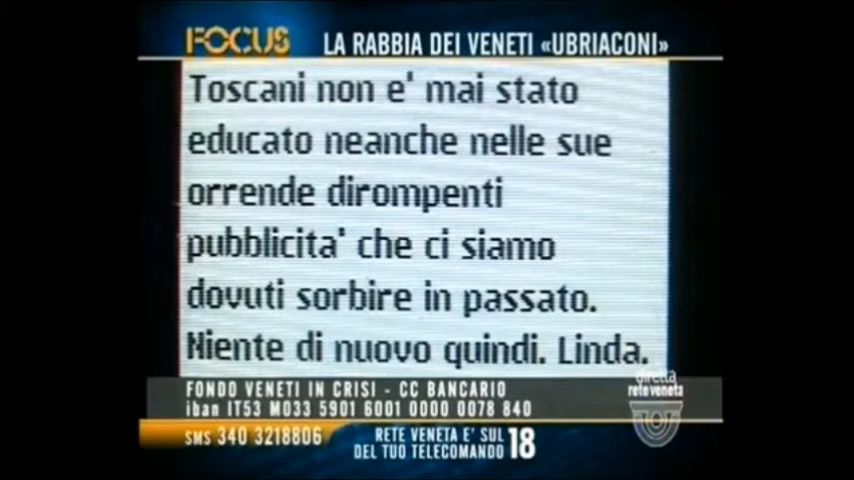 FOCUS LA RABBIA DEI VENETI «UBRIACONI»
Toscani non e' mai stato
educato neanche nelle sue
orrende dirompenti
pubblicita' che ci siamo
dovuti sorbire in passato.
Niente di nuovo quindi. Linda.
diretta
reteveneta
FONDO VENETI IN CRISI - CC BANCARIO
iban IT53 M033 5901 6001 0000 0078 840
SMS 340 3218806
RETE VENETA E' SUL
DEL TUO TELECOMANDO 18